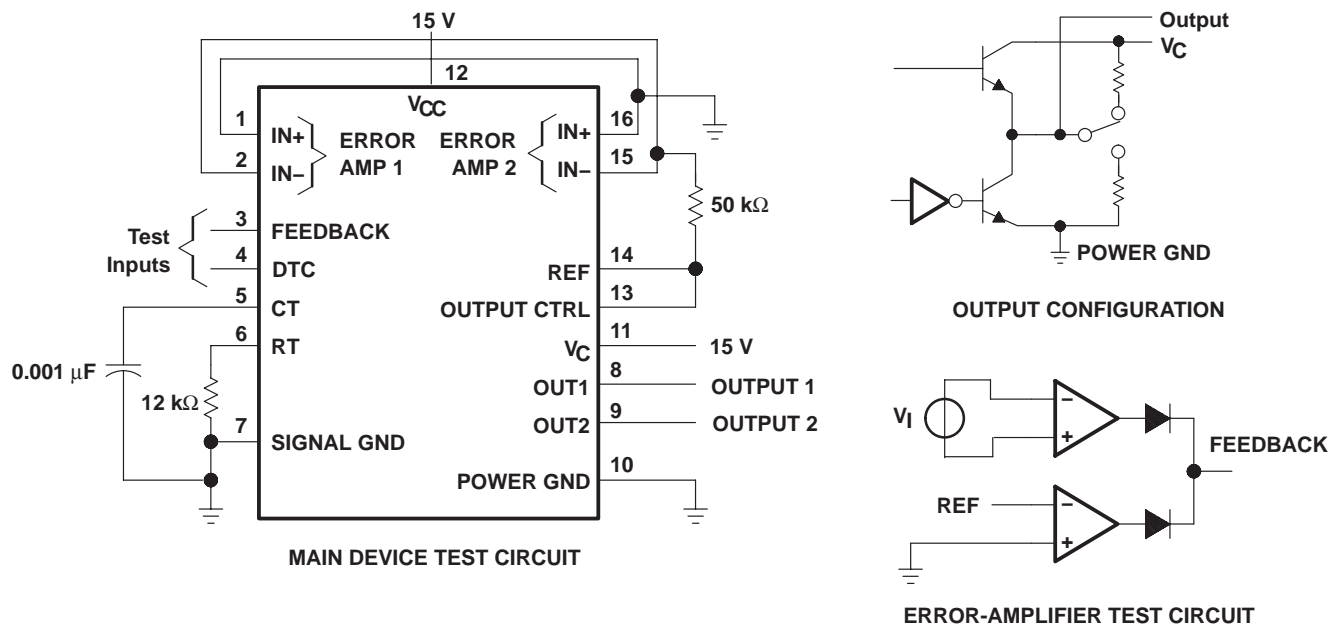 15 V
12
VCC
1
IN+
2
IN−
ERROR
AMP 1
ERROR
AMP 2
16
IN+
15
IN−
50 kΩ
Test
Inputs
3
FEEDBACK
4
DTC
5
CT
6
RT
0.001 μF
12 kΩ
7
SIGNAL GND
14
REF
13
OUTPUT CTRL
11
VC
15 V
8
OUT1
OUTPUT 1
9
OUT2
OUTPUT 2
10
POWER GND
MAIN DEVICE TEST CIRCUIT
Output
VC
POWER GND
OUTPUT CONFIGURATION
VI
−
+
FEEDBACK
REF
−
+
ERROR-AMPLIFIER TEST CIRCUIT